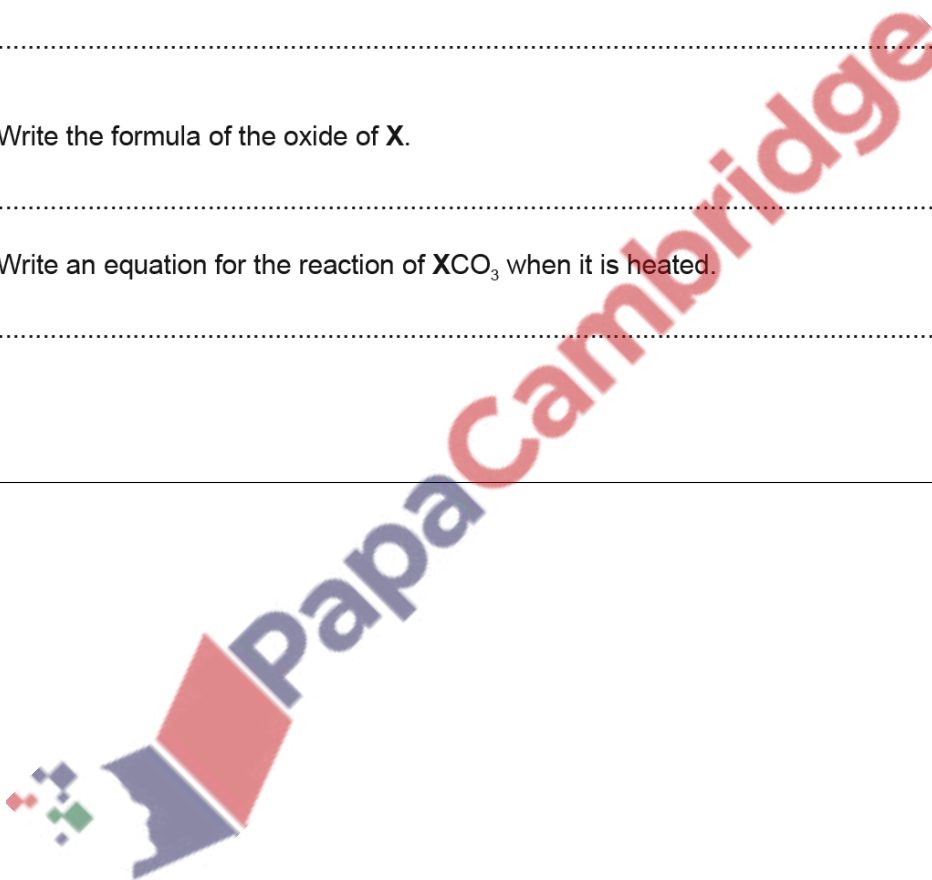 Write the formula of the oxide of X.
Write an equation for the reaction of XCO₃ when it is heated.
PapaCambridge